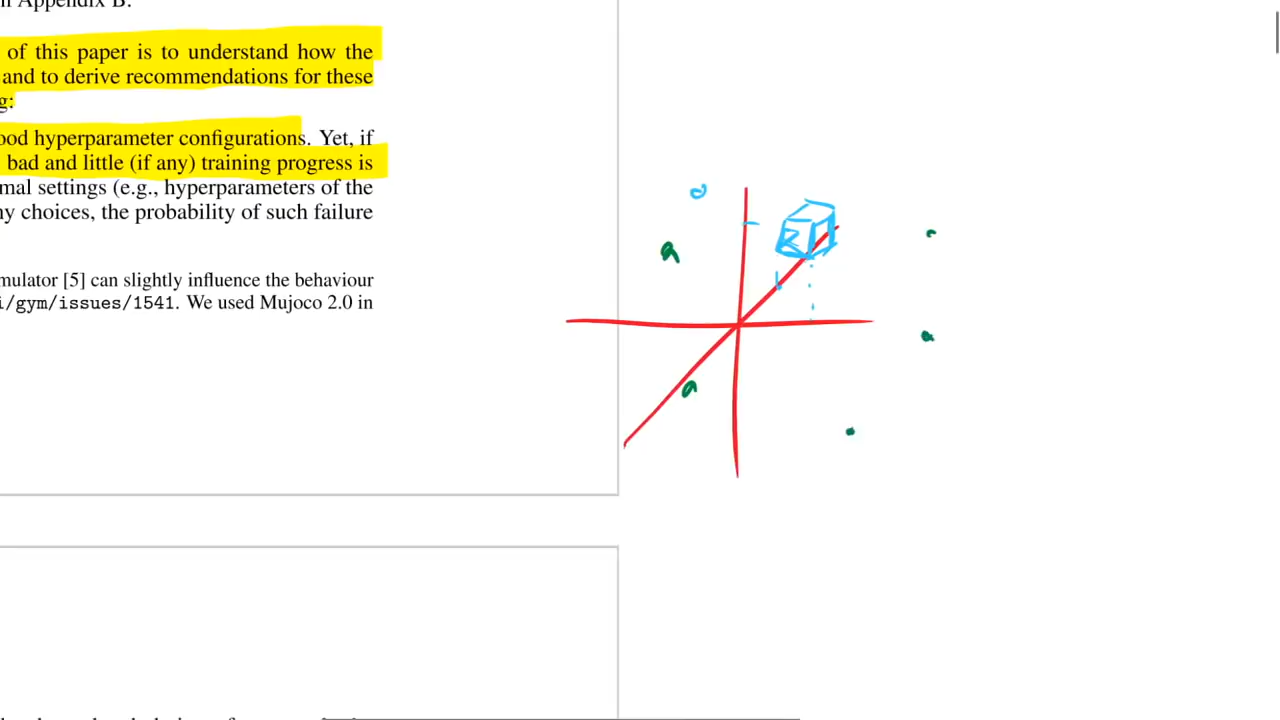 Appendix B.
of this paper is to understand how the
and to derive recommendations for these
g:
ood hyperparameter configurations. Yet, if
bad and little (if any) training progress is
mal settings (e.g., hyperparameters of the
ny choices, the probability of such failure
mulator [5] can slightly influence the behaviour
i/gym/issues/1541. We used Mujoco 2.0 in